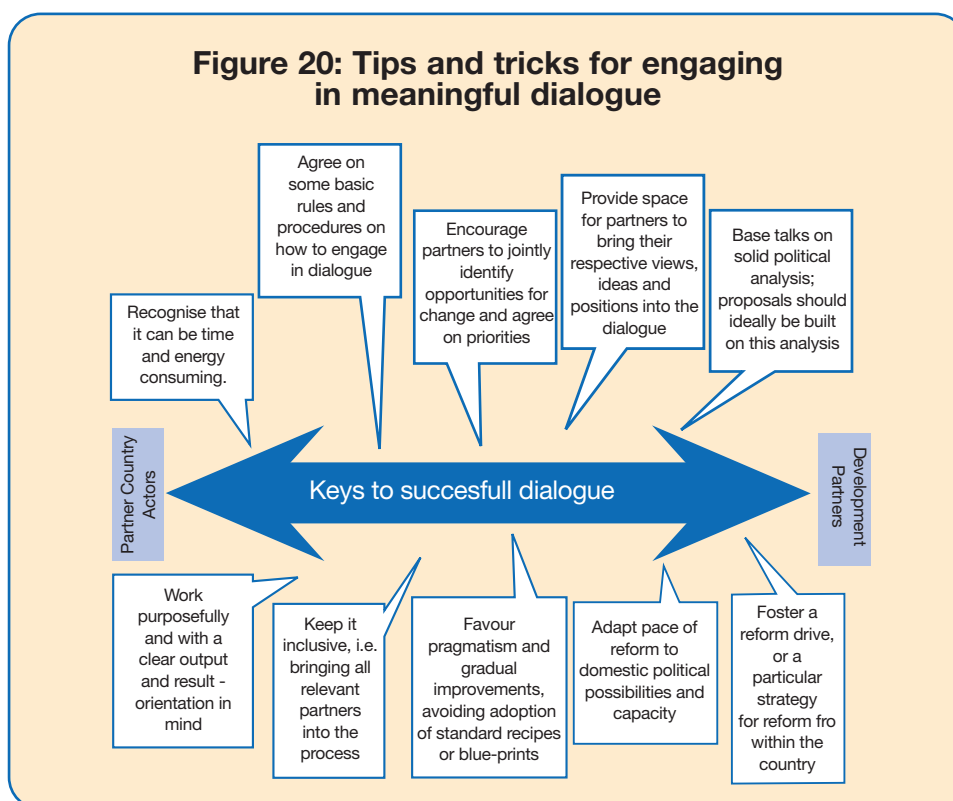 Figure 20: Tips and tricks for engaging
in meaningful dialogue
Recognise that
it can be time
and energy
consuming.
Agree on
some basic
rules and
procedures on
how to engage
in dialogue
Encourage
partners to jointly
identify
opportunities for
change and agree
on priorities
Provide space
for partners to
bring their
respective views,
ideas and
positions into the
dialogue
Base talks on
solid political
analysis;
proposals should
ideally be built
on this analysis
Partner Country
Actors
Keys to succesfull dialogue
Development
Partners
Work
purposefully
and with a
clear output
and result -
orientation in
mind
Keep it
inclusive, i.e.
bringing all
relevant
partners
into the
process
Favour
pragmatism and
gradual
improvements,
avoiding adoption
of standard recipes
or blue-prints
Adapt pace of
reform to
domestic political
possibilities and
capacity
Foster a
reform drive,
or a
particular
strategy
for reform fro
within the
country